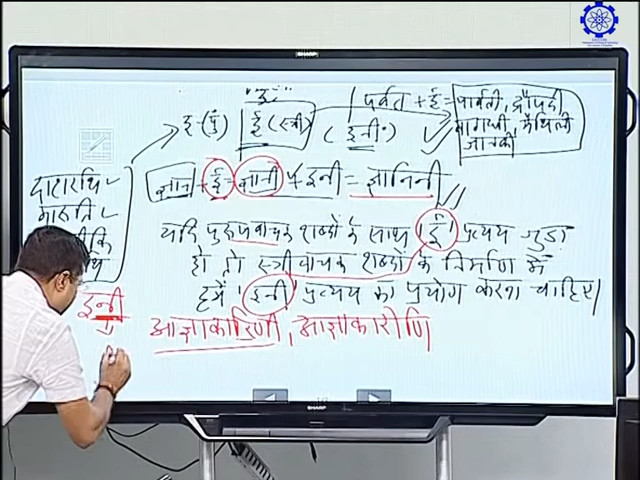 SHARP
इ-(पुं) ई(स्त्री) पर्वत + ई = पार्वती, द्रौपदी
(इनी॰) मागधी, मैथिली
जानकी
ज्ञान + ई = ज्ञानी + इनी = ज्ञानिनी
दाशरथि
मारुति
यदि पुरुषवाचक शब्दों के साथ 'ई' प्रत्यय जुड़ा
हो तो स्त्रीवाचक शब्दों के निर्माण में
हमें 'इनी' प्रत्यय का प्रयोग करना चाहिए।
इनी
आज्ञाकारिणी, आज्ञाकारीणि
SHARP